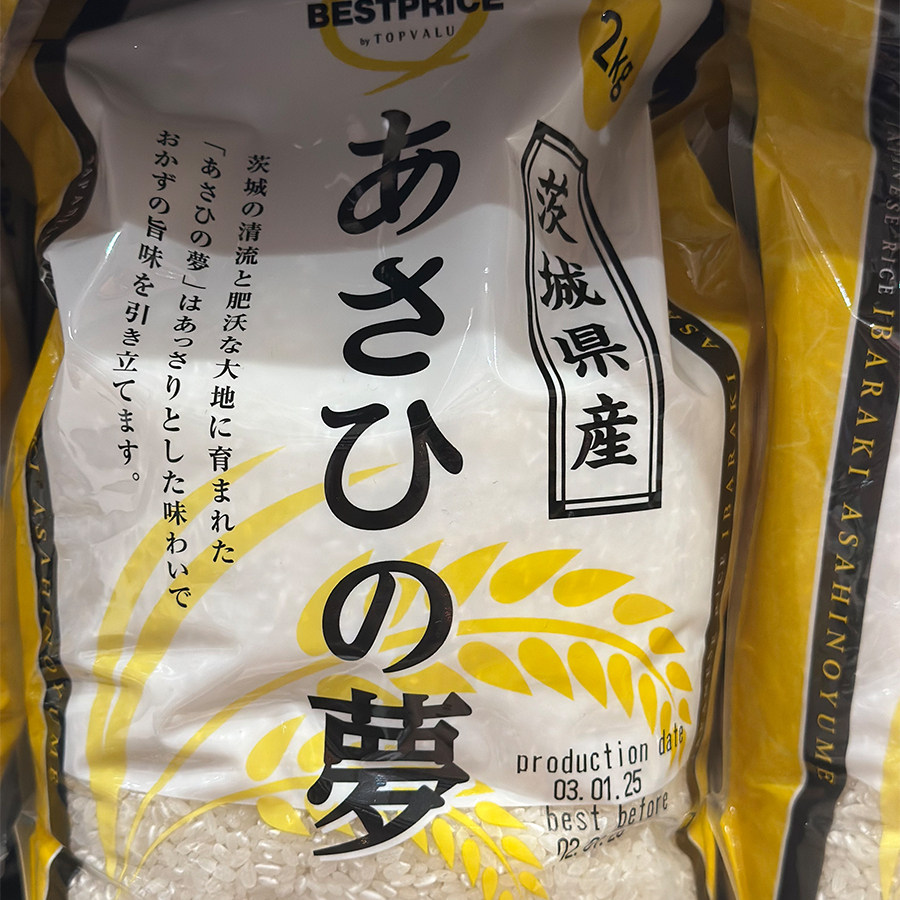 BESTPRICE
by TOPVALU
2kg
茨城県産
あさひの夢
茨城の清流と肥沃な大地に育まれた
「あさひの夢」はあっさりとした味わいで
おかずの旨味を引き立てます。
production date
03.01.25
best before
ASAHINOYUME
RICE IBARAKI
JAPANESE RICE IBARAKI ASAHINOYUME